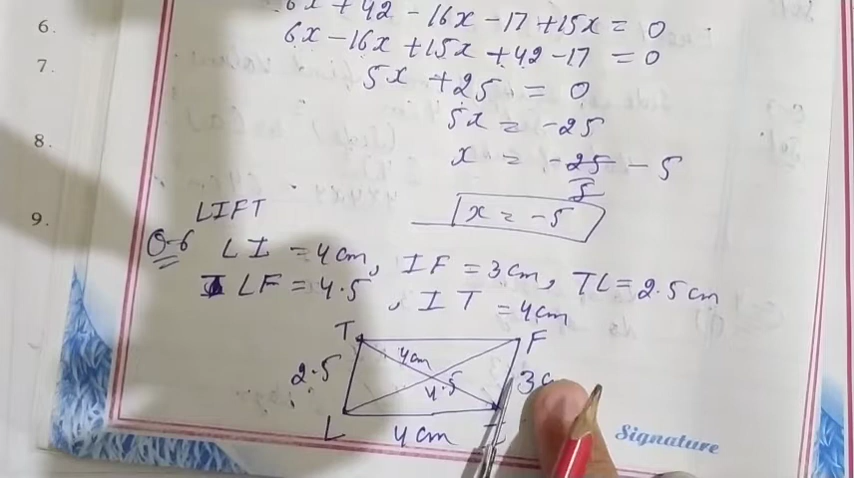 6.
6x + 42 - 16x - 17 + 15x = 0
6x - 16x + 15x + 42 - 17 = 0
7.
5x + 25 = 0
5x = -25
8.
x = -25/5 - 5
x = -5
9.
LIFT
Q-6 LI = 4cm, IF = 3cm, TL = 2.5cm
LF = 4.5, IT = 4cm
T F
4cm
2.5 4.5 3c
L I
4cm
Signature